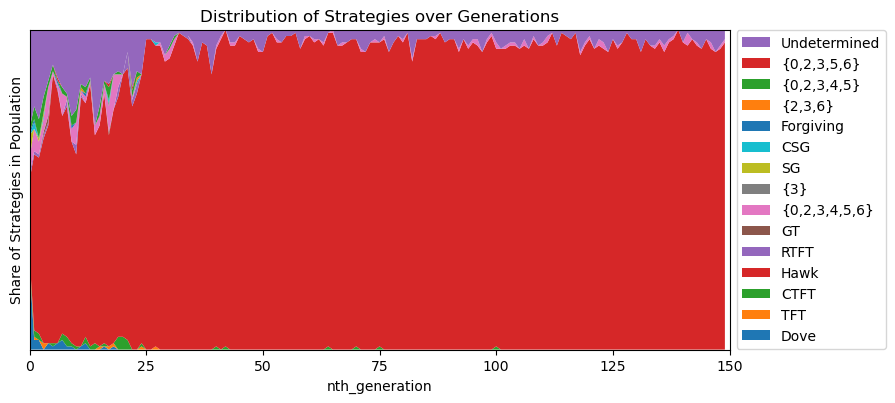 Distribution of Strategies over Generations
Share of Strategies in Population
0
25
50
75
100
125
150
nth_generation
Undetermined
{0,2,3,5,6}
{0,2,3,4,5}
{2,3,6}
Forgiving
CSG
SG
{3}
{0,2,3,4,5,6}
GT
RTFT
Hawk
CTFT
TFT
Dove